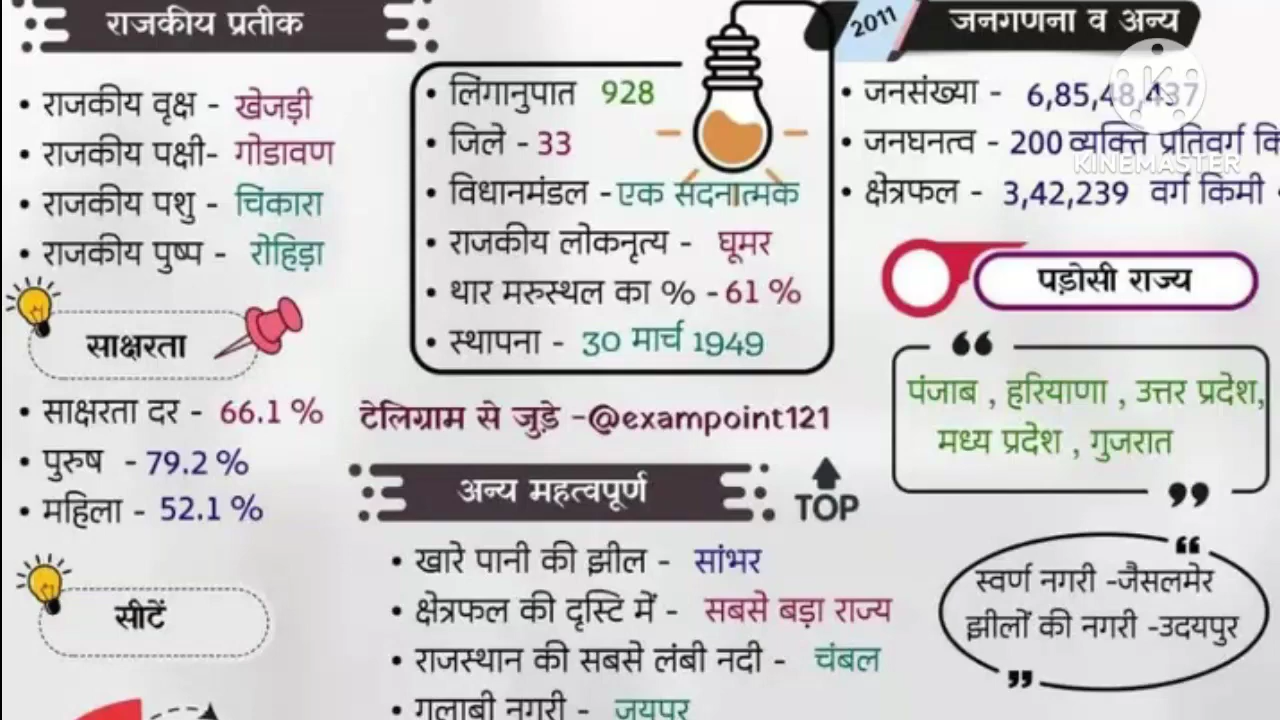 राजकीय प्रतीक
• राजकीय वृक्ष - खेजड़ी
• राजकीय पक्षी- गोडावण
• राजकीय पशु - चिंकारा
• राजकीय पुष्प - रोहिड़ा
साक्षरता
• साक्षरता दर - 66.1 %
• पुरुष - 79.2 %
• महिला - 52.1 %
सीटें
• लिंगानुपात 928
• जिले - 33
• विधानमंडल - एक सदनात्मक
• राजकीय लोकनृत्य - घूमर
• थार मरुस्थल का % - 61 %
• स्थापना - 30 मार्च 1949
टेलिग्राम से जुड़े -@exampoint121
अन्य महत्वपूर्ण
TOP
• खारे पानी की झील - सांभर
• क्षेत्रफल की दृस्टि में - सबसे बड़ा राज्य
• राजस्थान की सबसे लंबी नदी - चंबल
• गुलाबी नगरी - जयपुर
2011 जनगणना व अन्य
• जनसंख्या - 6,85,48,437
• जनघनत्व - 200 व्यक्ति प्रतिवर्ग कि
• क्षेत्रफल - 3,42,239 वर्ग किमी
KINEMASTER
पड़ोसी राज्य
पंजाब , हरियाणा , उत्तर प्रदेश,
मध्य प्रदेश , गुजरात
स्वर्ण नगरी -जैसलमेर
झीलों की नगरी -उदयपुर